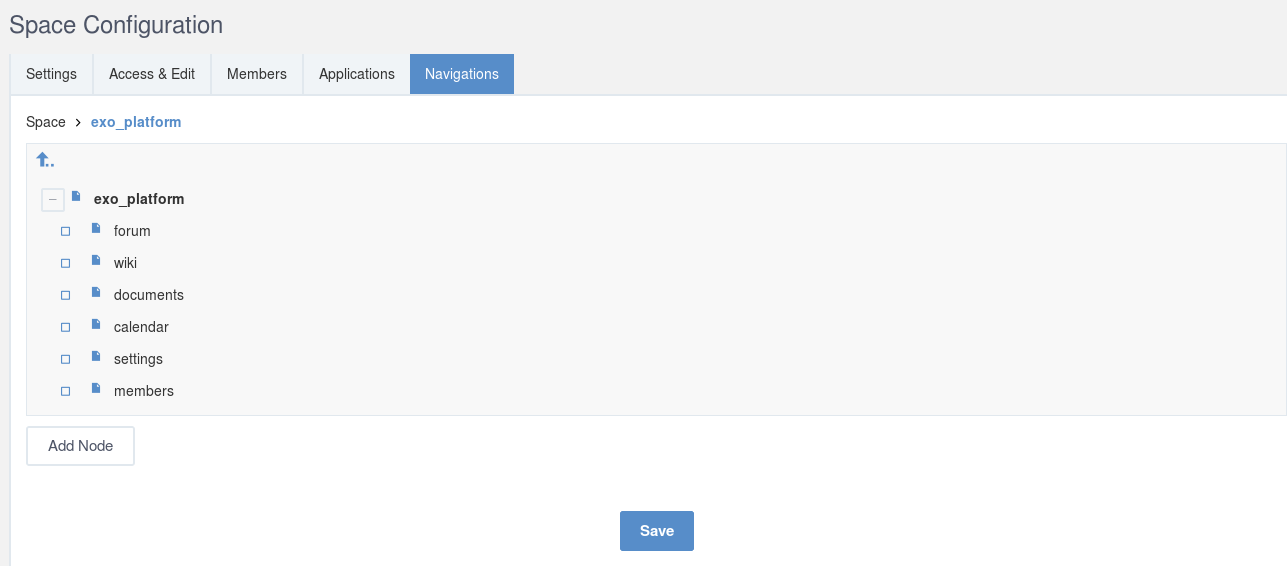 Space Configuration
Settings Access & Edit Members Applications Navigations
Space > exo_platform
..
exo_platform
forum
wiki
documents
calendar
settings
members
Add Node
Save